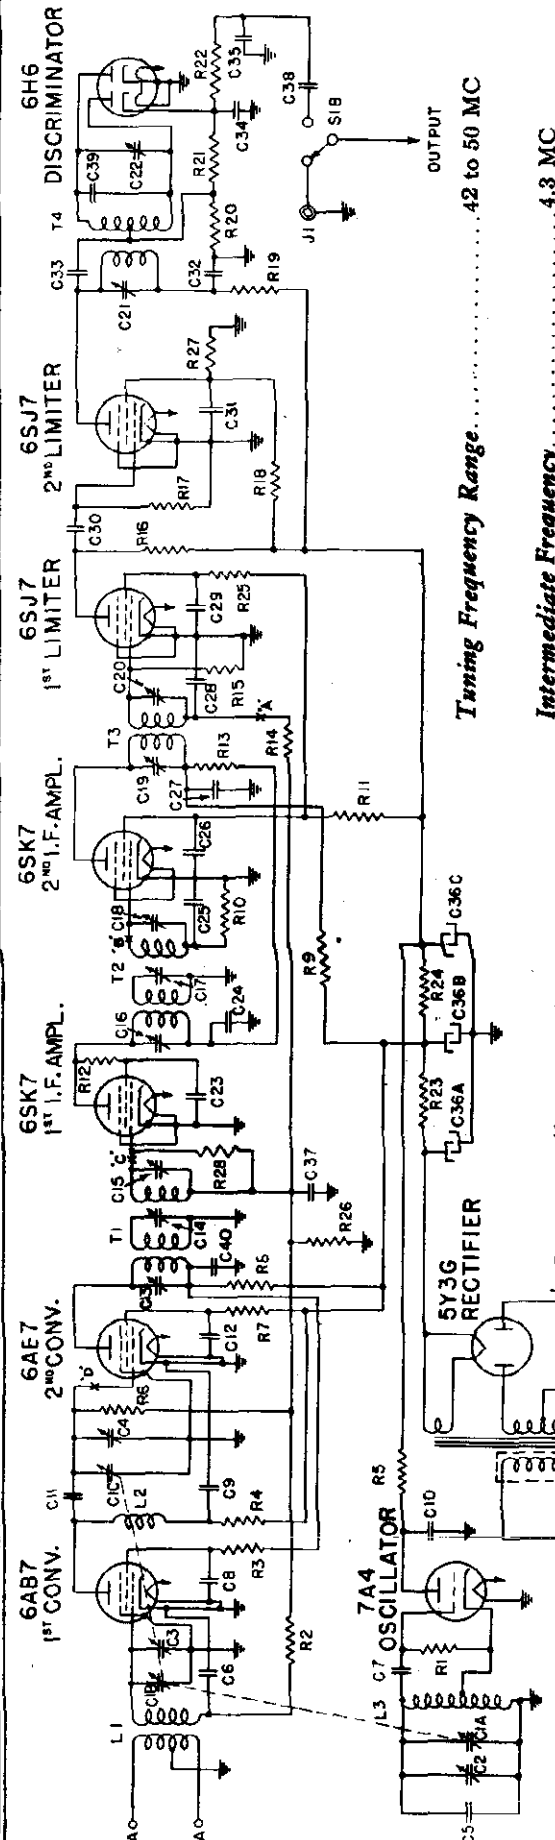 6AB7
1ST CONV.
6AE7
2ND CONV.
6SK7
1ST I.F. AMPL.
6SK7
2ND I.F. AMPL.
6SJ7
1ST LIMITER
6SJ7
2ND LIMITER
6H6
DISCRIMINATOR
L1
C1B
C3
C6
C8
R3
R2
C11
L2
C1C
C4
R6
"D"
C9
R4
C12
R7
T1
C13
C14
C40
R6
C15
"C"
R28
C37
R26
R12
C23
C16
T2
C17
C24
"B"
C18
C25
R10
C26
R9
T3
C19
C27
R13
C20
C28
R15
R14
"A"
C29
R25
R11
C30
R16
R17
R18
C31
R27
C33
C21
C32
R19
T4
C39
C22
R20
R21
R22
C34
C35
C38
S1B
J1
OUTPUT
7A4
OSCILLATOR
C5
C2
C1A
L3
C7
R1
C10
R5
5Y3G
RECTIFIER
R23
R24
C36A
C36B
C36C
Tuning Frequency Range 42 to 50 MC
Intermediate Frequency 4.3 MC